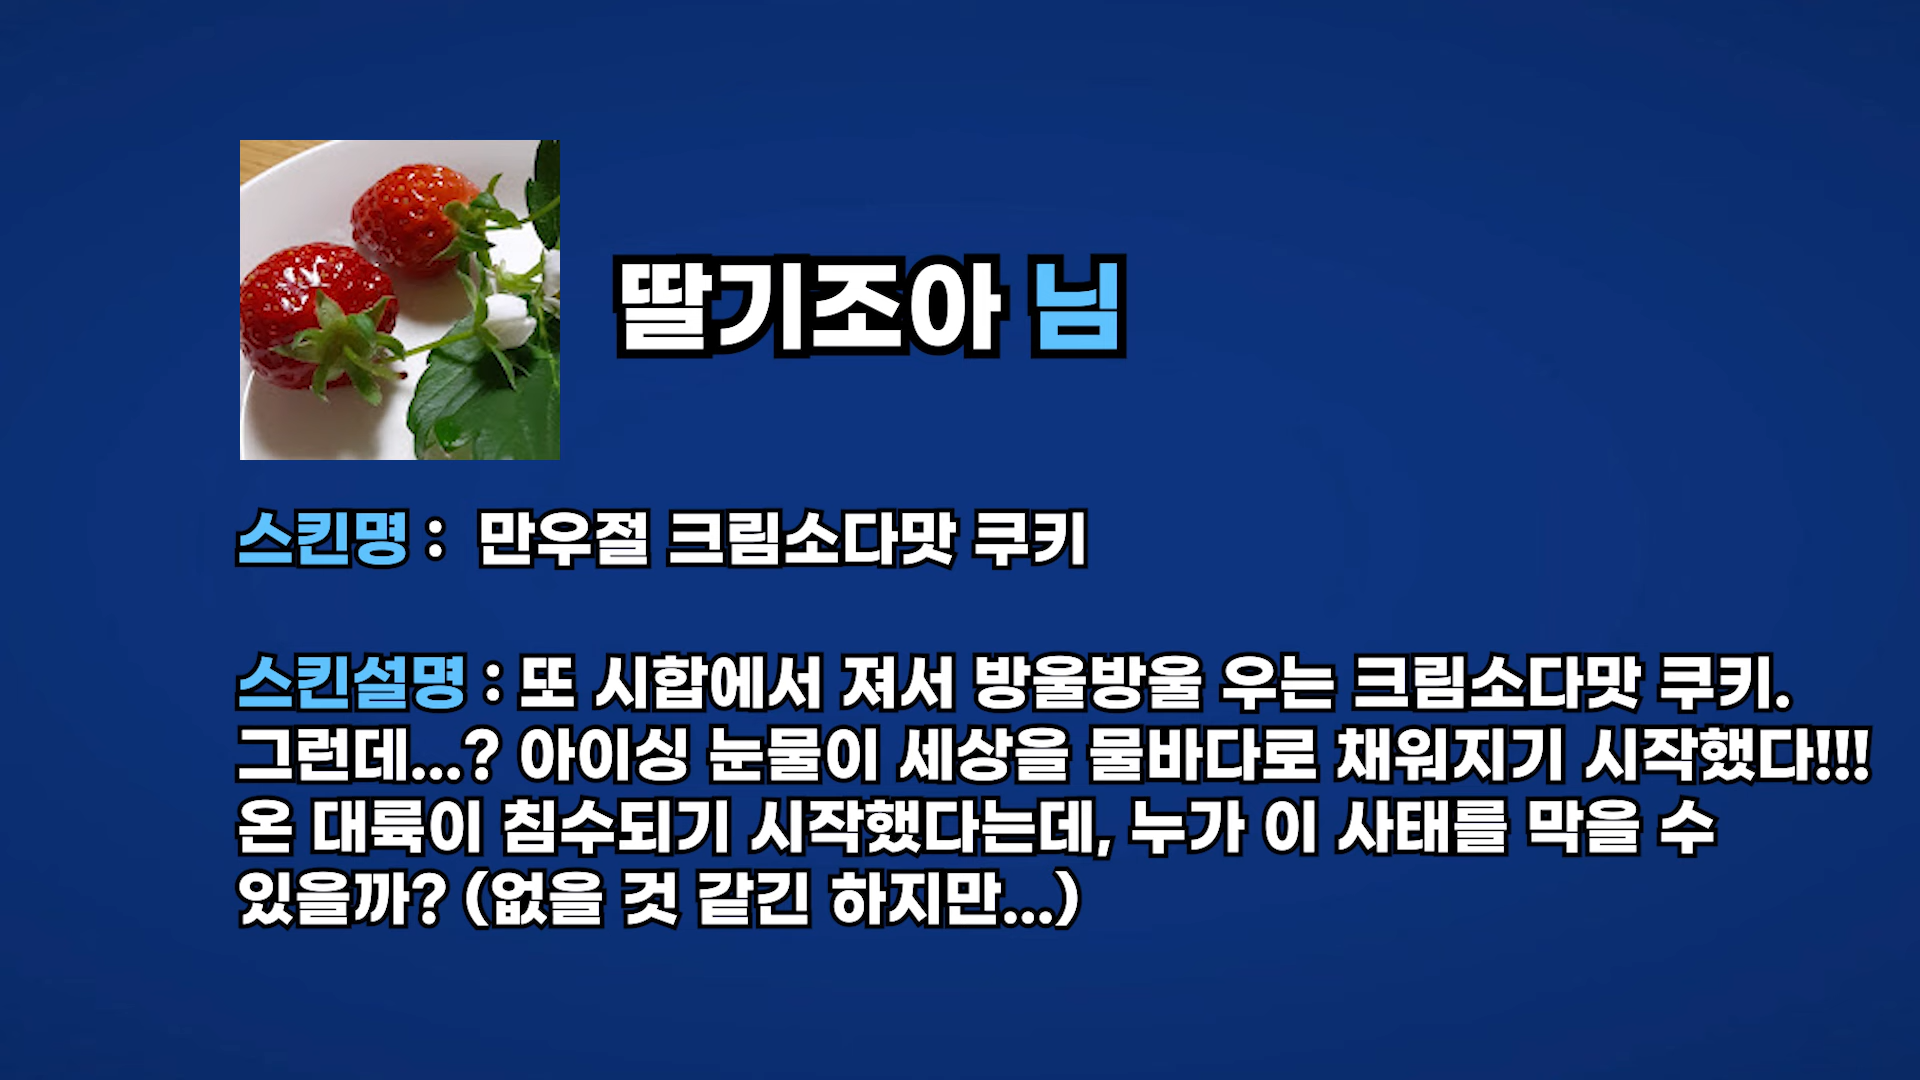 딸기조아 님
스킨명 : 만우절 크림소다맛 쿠키
스킨설명 : 또 시합에서 져서 방울방울 우는 크림소다맛 쿠키.
그런데...? 아이싱 눈물이 세상을 물바다로 채워지기 시작했다!!!
온 대륙이 침수되기 시작했다는데, 누가 이 사태를 막을 수
있을까? (없을 것 같긴 하지만...)